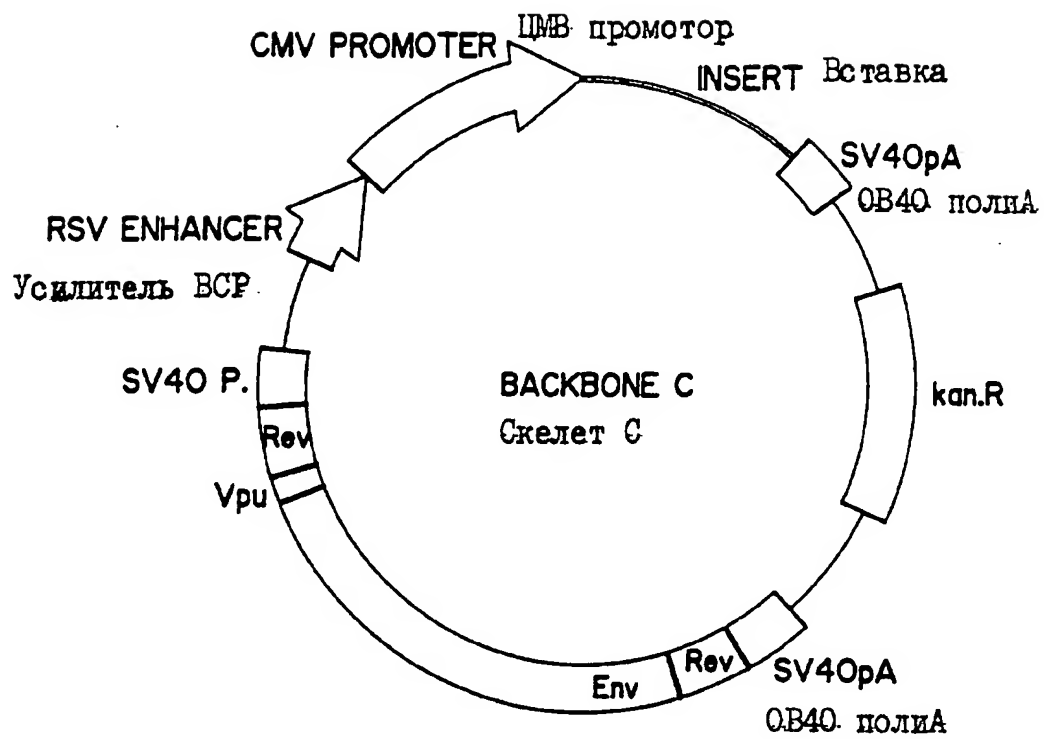 CMV PROMOTER ЦМВ промотор
INSERT Вставка
SV40pA
ОВ40 полиА
RSV ENHANCER
Усилитель ВСР
SV40 P.
BACKBONE C
Скелет С
kan.R
Rev
Vpu
Env
Rev
SV40pA
ОВ40 полиА